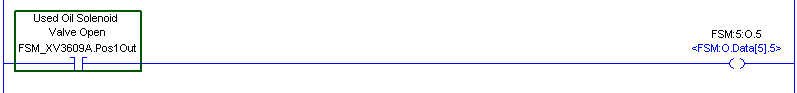 Used Oil Solenoid
Valve Open
FSM_XV3609A.Pos1Out
FSM:5:O.5
<FSM:O.Data[5].5>